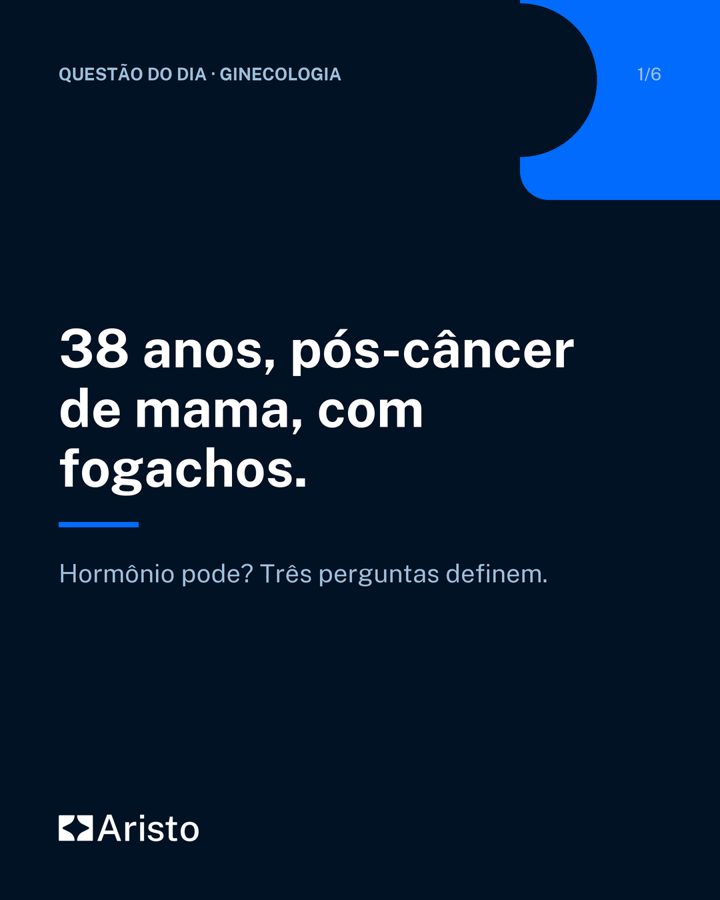 QUESTÃO DO DIA · GINECOLOGIA
1/6
38 anos, pós-câncer
de mama, com
fogachos.
Hormônio pode? Três perguntas definem.
Aristo